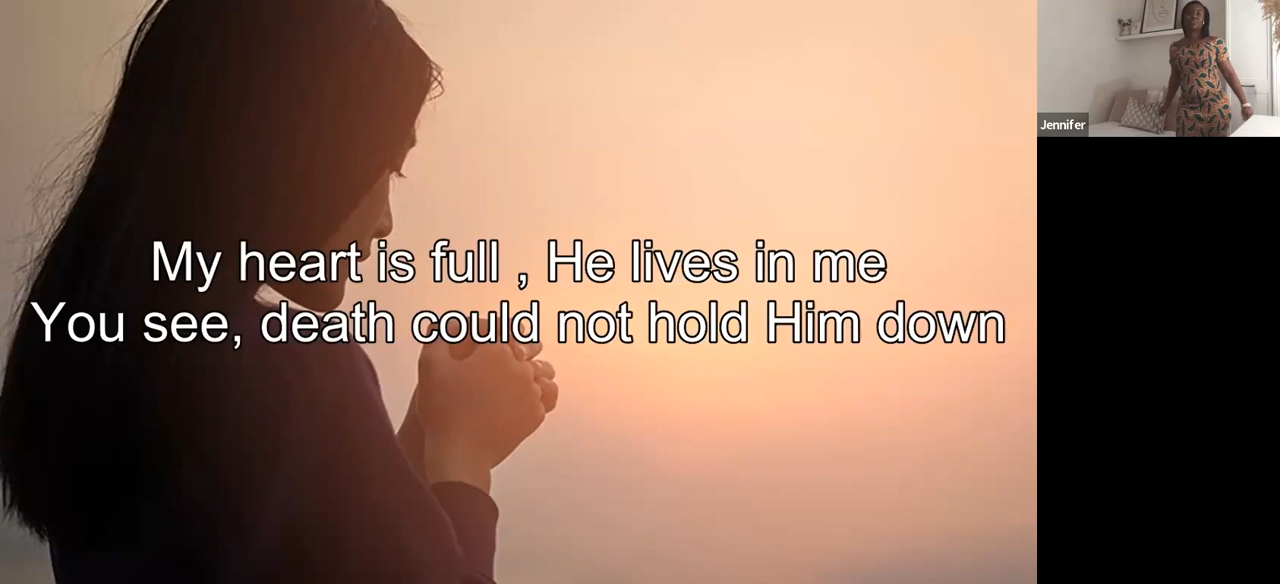 My heart is full , He lives in me
You see, death could not hold Him down
Jennifer